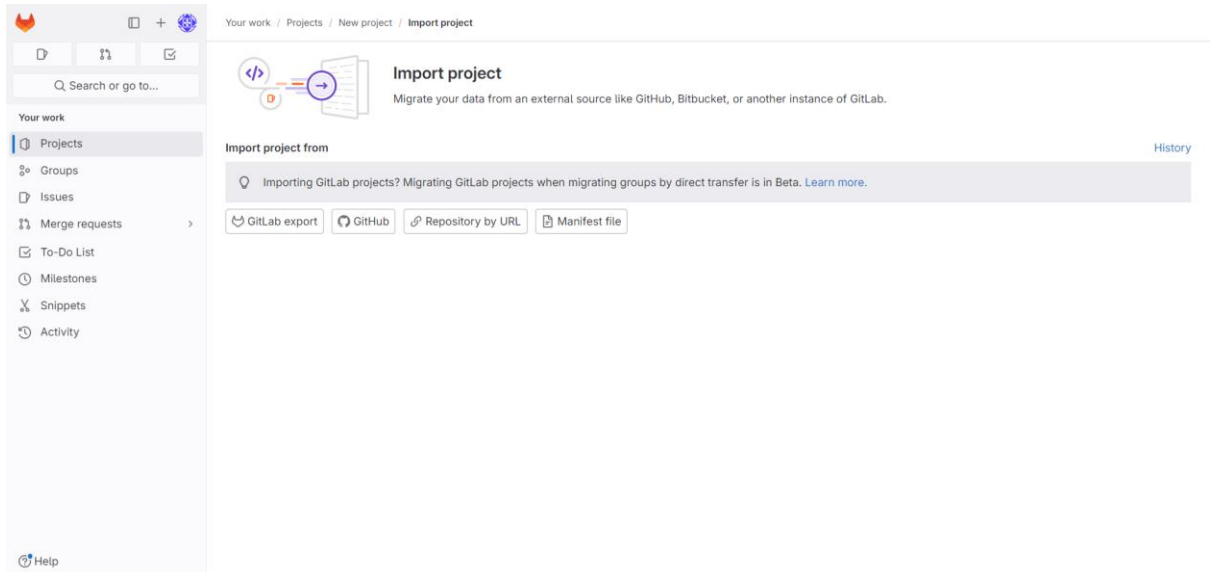 Your work / Projects / New project / Import project
Search or go to...
Your work
Projects
Groups
Issues
Merge requests
To-Do List
Milestones
Snippets
Activity
Help
Import project
Migrate your data from an external source like GitHub, Bitbucket, or another instance of GitLab.
Import project from
History
Importing GitLab projects? Migrating GitLab projects when migrating groups by direct transfer is in Beta. Learn more.
GitLab export
GitHub
Repository by URL
Manifest file